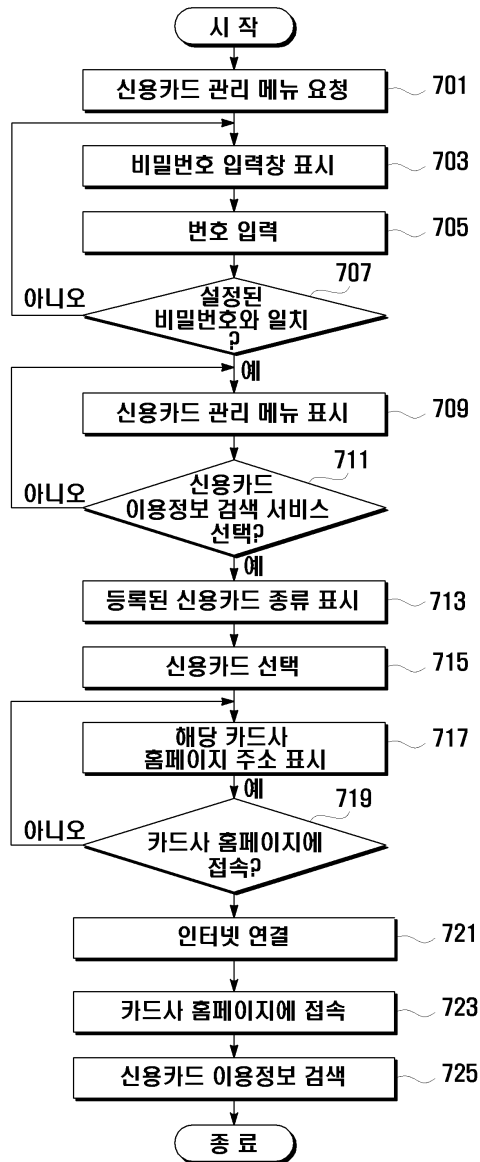 시 작
신용카드 관리 메뉴 요청
701
비밀번호 입력창 표시
703
번호 입력
705
707
아니오
설정된
비밀번호와 일치
?
예
신용카드 관리 메뉴 표시
709
711
아니오
신용카드
이용정보 검색 서비스
선택?
예
등록된 신용카드 종류 표시
713
신용카드 선택
715
해당 카드사
홈페이지 주소 표시
717
예
719
아니오
카드사 홈페이지에
접속?
인터넷 연결
721
카드사 홈페이지에 접속
723
신용카드 이용정보 검색
725
종 료